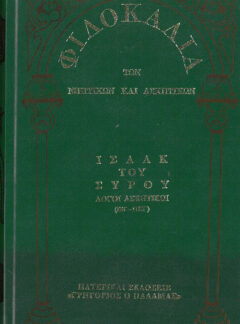 ΦΙΛΟΚΑΛΙΑ
ΤΩΝ
ΝΗΠΤΙΚΩΝ ΚΑΙ ΑΣΚΗΤΙΚΩΝ
ΙΣΑΑΚ
ΤΟΥ
ΣΥΡΟΥ
ΛΟΓΟΙ ΑΣΚΗΤΙΚΟΙ
ΠΑΤΕΡΙΚΑΙ ΕΚΔΟΣΕΙΣ
«ΓΡΗΓΟΡΙΟΣ Ο ΠΑΛΑΜΑΣ»